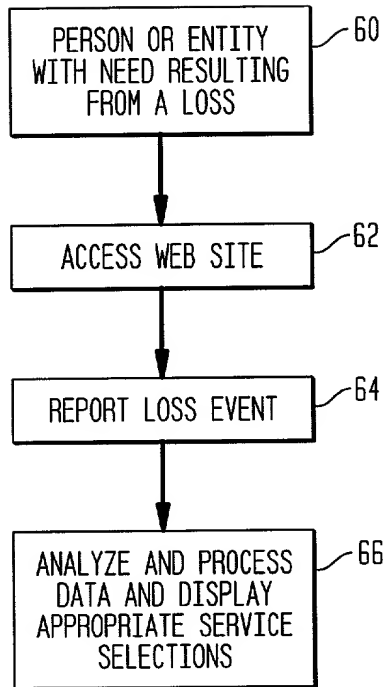 PERSON OR ENTITY
WITH NEED RESULTING
FROM A LOSS
60
ACCESS WEB SITE
62
REPORT LOSS EVENT
64
ANALYZE AND PROCESS
DATA AND DISPLAY
APPROPRIATE SERVICE
SELECTIONS
66